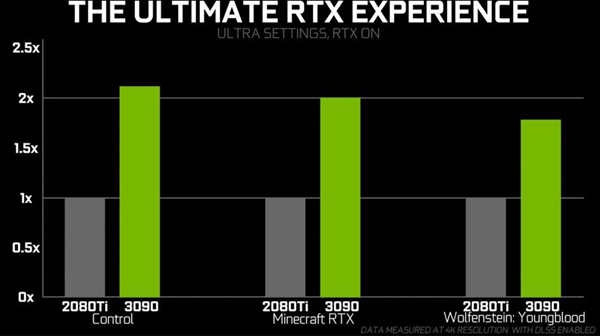 THE ULTIMATE RTX EXPERIENCE
ULTRA SETTINGS, RTX ON
2.5x
2x
1.5x
1x
0.5x
0x
2080Ti 3090 2080Ti 3090 2080Ti 3090
Control Minecraft RTX Wolfenstein: Youngblood
DATA MEASURED AT 4K RESOLUTION WITH DLSS ENABLED.